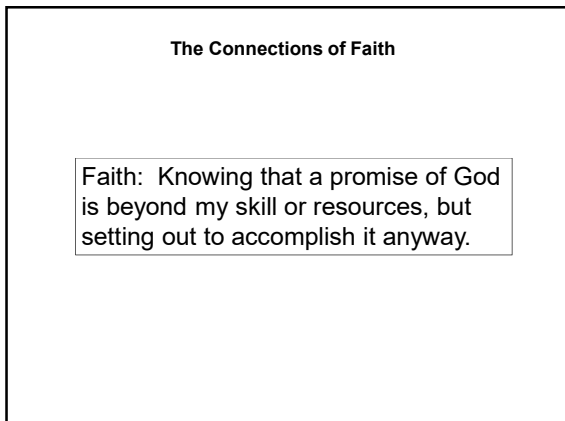 The Connections of Faith
Faith:  Knowing that a promise of God
is beyond my skill or resources, but
setting out to accomplish it anyway.